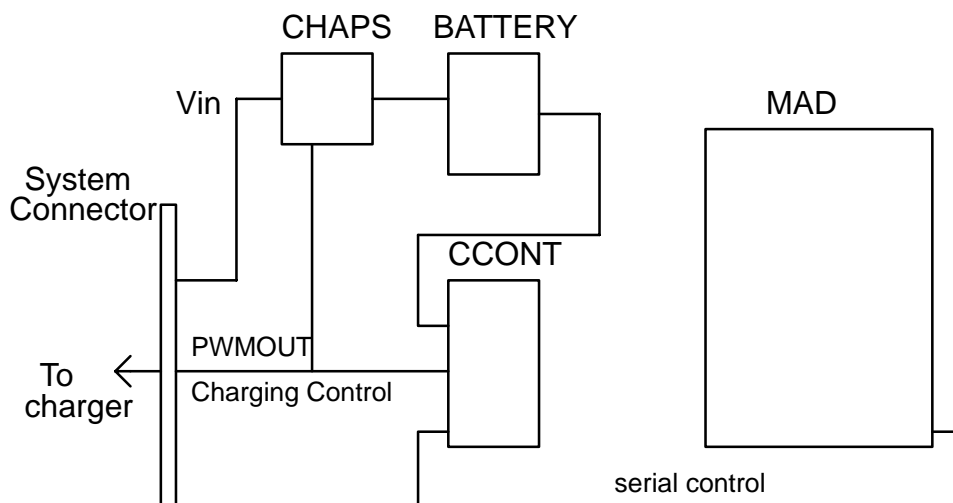 CHAPS
BATTERY
Vin
MAD
System
Connector
CCONT
PWMOUT
To
charger
Charging Control
serial control